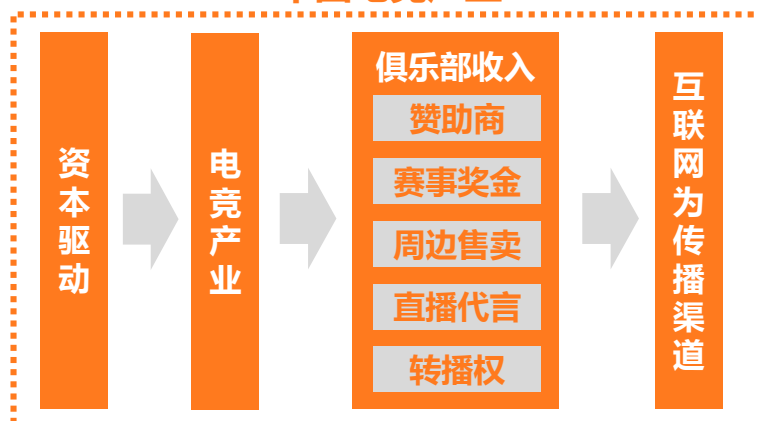 资本驱动
电竞产业
俱乐部收入
赞助商
赛事奖金
周边售卖
直播代言
转播权
互联网为传播渠道